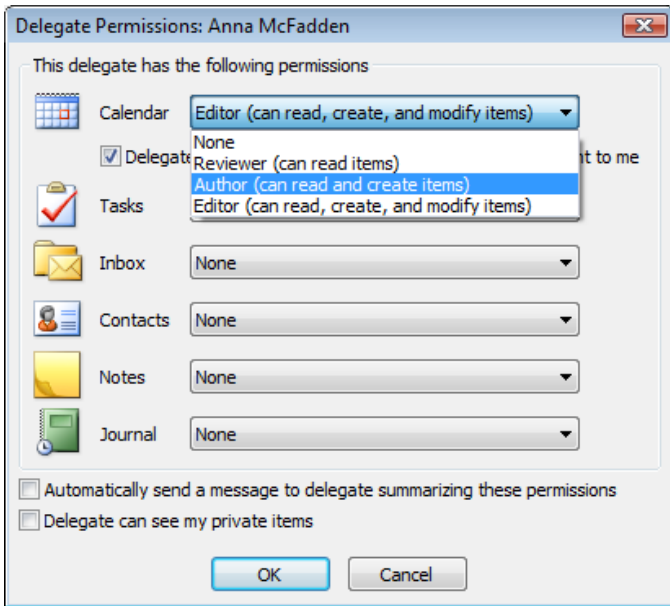 Delegate Permissions: Anna McFadden
This delegate has the following permissions
Calendar Editor (can read, create, and modify items)
None
Delegate to me
Reviewer (can read items)
Author (can read and create items)
Tasks
Editor (can read, create, and modify items)
Inbox None
Contacts None
Notes None
Journal None
Automatically send a message to delegate summarizing these permissions
Delegate can see my private items
OK Cancel